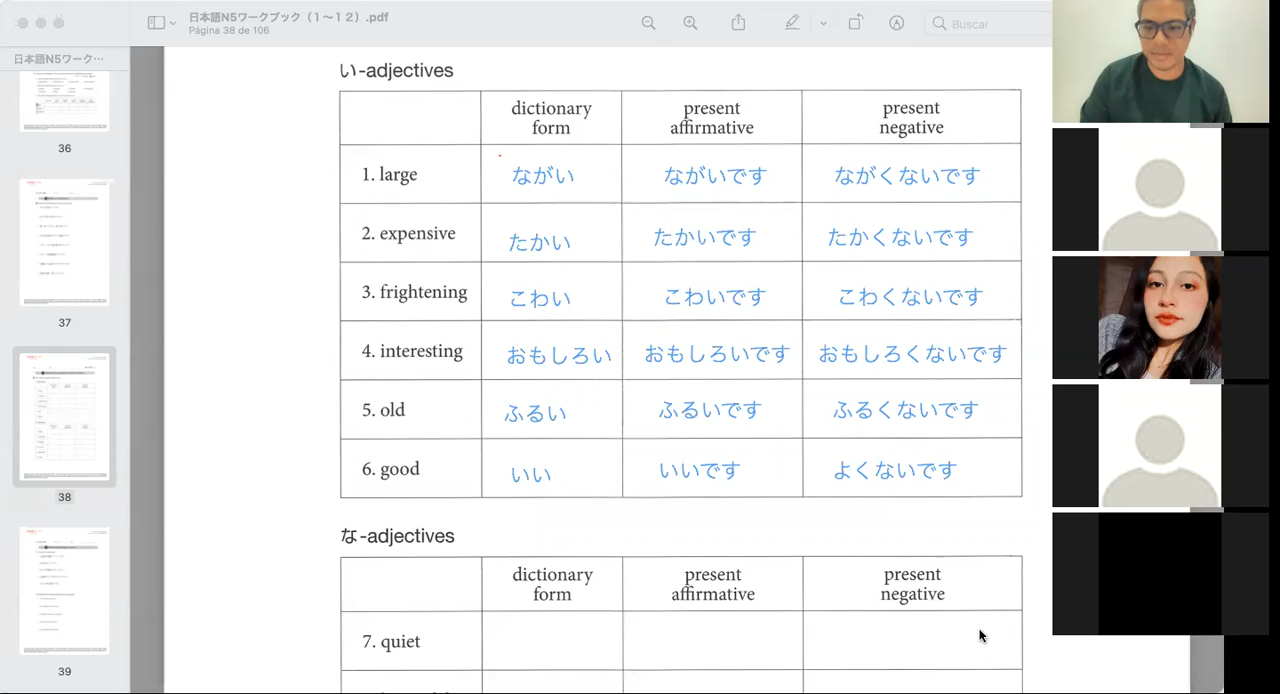 日本語N5ワークブック（１〜１２）.pdf
Página 38 de 106
Buscar
日本語N5ワーク...
36
37
38
39
い-adjectives
dictionary form
present affirmative
present negative
1. large ながい ながいです ながくないです
2. expensive たかい たかいです たかくないです
3. frightening こわい こわいです こわくないです
4. interesting おもしろい おもしろいです おもしろくないです
5. old ふるい ふるいです ふるくないです
6. good いい いいです よくないです
な-adjectives
dictionary form
present affirmative
present negative
7. quiet